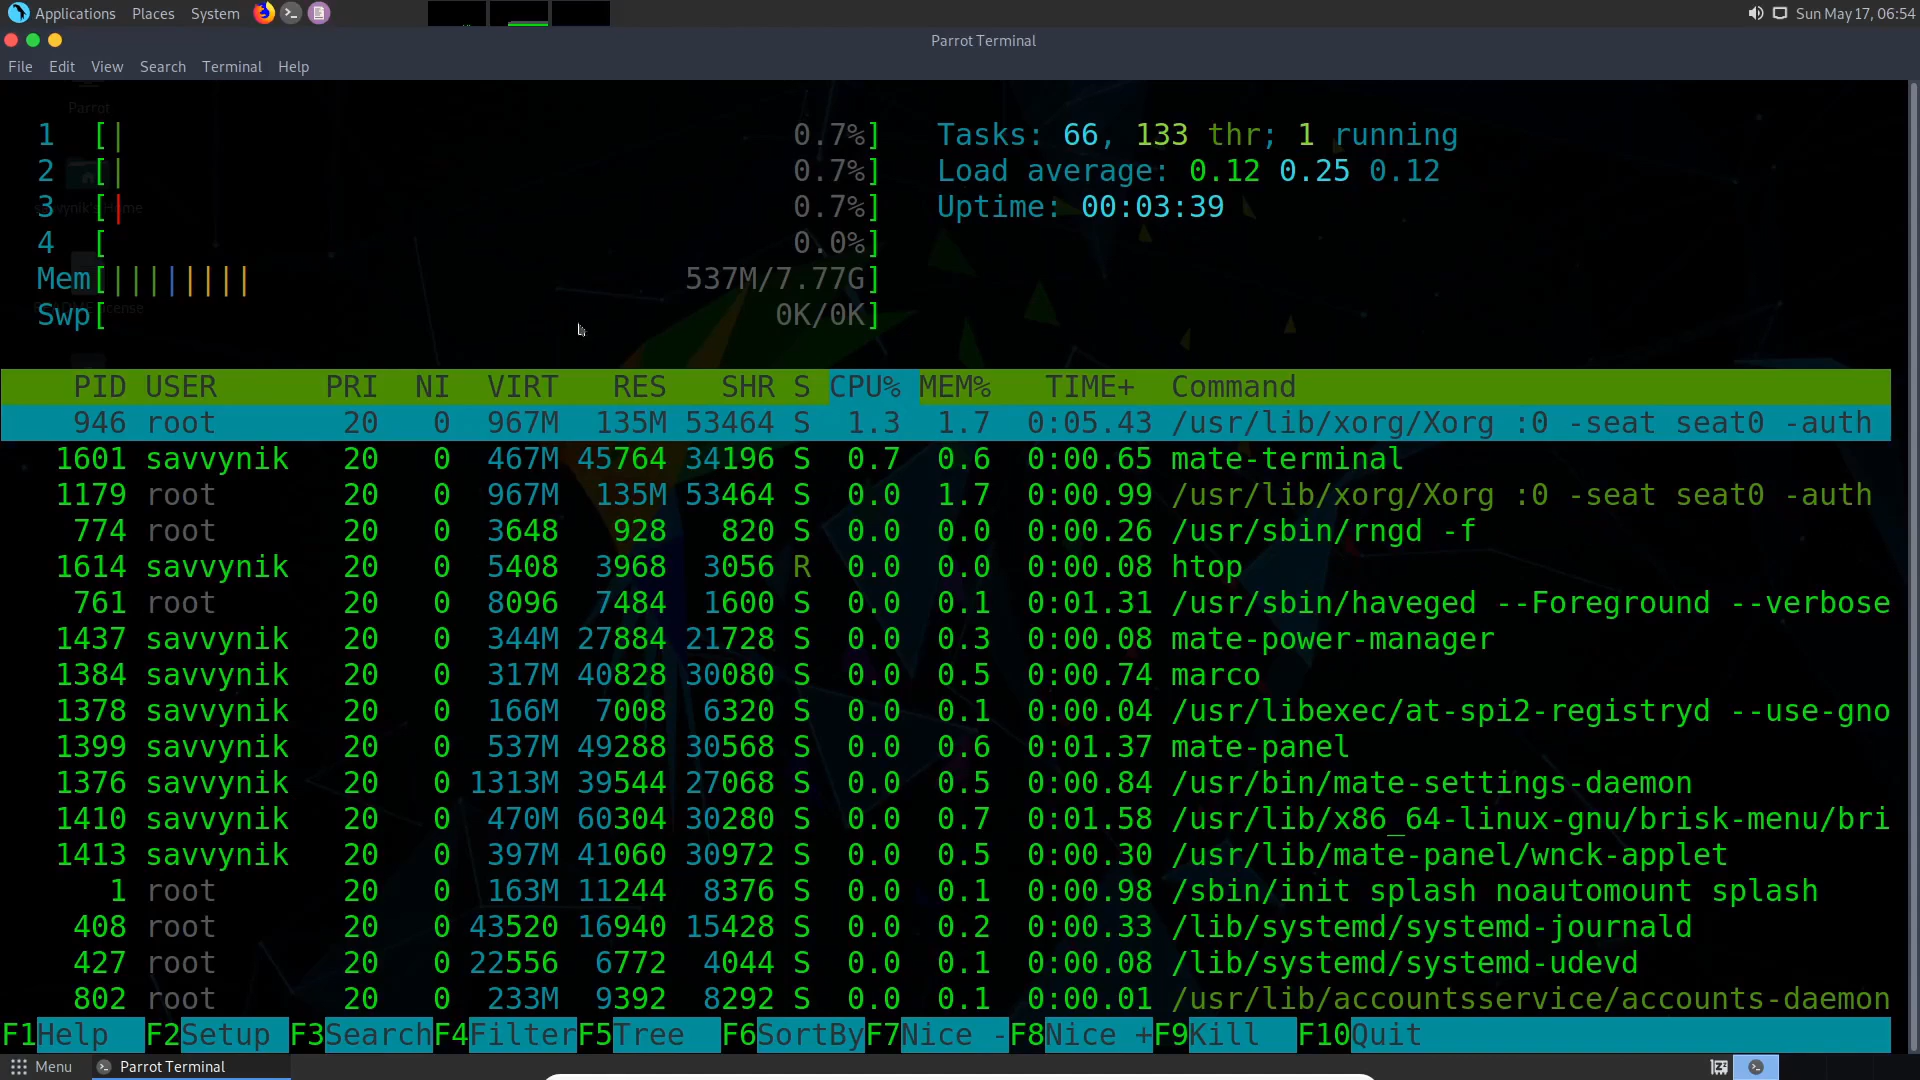 Applications Places System Sun May 17, 06:54
Parrot Terminal
File Edit View Search Terminal Help
Parrot
1 [| 0.7%] Tasks: 66, 133 thr; 1 running
2 [| 0.7%] Load average: 0.12 0.25 0.12
3 [| 0.7%] Uptime: 00:03:39
4 [ 0.0%]
Mem[|||||||| 537M/7.77G]
Swp[ 0K/0K]
PID USER PRI NI VIRT RES SHR S CPU% MEM% TIME+ Command
946 root 20 0 967M 135M 53464 S 1.3 1.7 0:05.43 /usr/lib/xorg/Xorg :0 -seat seat0 -auth
1601 savvynik 20 0 467M 45764 34196 S 0.7 0.6 0:00.65 mate-terminal
1179 root 20 0 967M 135M 53464 S 0.0 1.7 0:00.99 /usr/lib/xorg/Xorg :0 -seat seat0 -auth
774 root 20 0 3648 928 820 S 0.0 0.0 0:00.26 /usr/sbin/rngd -f
1614 savvynik 20 0 5408 3968 3056 R 0.0 0.0 0:00.08 htop
761 root 20 0 8096 7484 1600 S 0.0 0.1 0:01.31 /usr/sbin/haveged --Foreground --verbose
1437 savvynik 20 0 344M 27884 21728 S 0.0 0.3 0:00.08 mate-power-manager
1384 savvynik 20 0 317M 40828 30080 S 0.0 0.5 0:00.74 marco
1378 savvynik 20 0 166M 7008 6320 S 0.0 0.1 0:00.04 /usr/libexec/at-spi2-registryd --use-gno
1399 savvynik 20 0 537M 49288 30568 S 0.0 0.6 0:01.37 mate-panel
1376 savvynik 20 0 1313M 39544 27068 S 0.0 0.5 0:00.84 /usr/bin/mate-settings-daemon
1410 savvynik 20 0 470M 60304 30280 S 0.0 0.7 0:01.58 /usr/lib/x86_64-linux-gnu/brisk-menu/bri
1413 savvynik 20 0 397M 41060 30972 S 0.0 0.5 0:00.30 /usr/lib/mate-panel/wnck-applet
1 root 20 0 163M 11244 8376 S 0.0 0.1 0:00.98 /sbin/init splash noautomount splash
408 root 20 0 43520 16940 15428 S 0.0 0.2 0:00.33 /lib/systemd/systemd-journald
427 root 20 0 22556 6772 4044 S 0.0 0.1 0:00.08 /lib/systemd/systemd-udevd
802 root 20 0 233M 9392 8292 S 0.0 0.1 0:00.01 /usr/lib/accountsservice/accounts-daemon
F1Help F2Setup F3SearchF4FilterF5Tree F6SortByF7Nice -F8Nice +F9Kill F10Quit
Menu Parrot Terminal